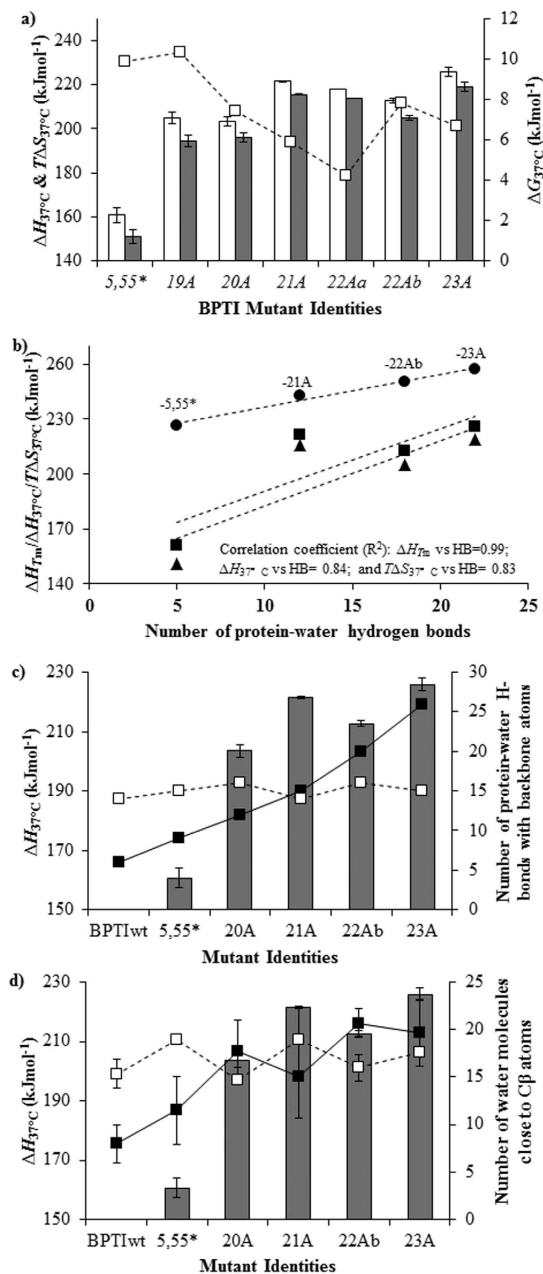 a)
ΔH37°C & TΔS37°C (kJmol-1)
240
220
200
180
160
140
12
10
8
6
4
2
0
ΔG37°C (kJmol-1)
5,55* 19A 20A 21A 22Aa 22Ab 23A
BPTI Mutant Identities
b)
ΔHTm/ΔH37°C/TΔS37°C (kJmol-1)
260
230
200
170
140
-5,55*
-21A
-22Ab
-23A
Correlation coefficient (R2): ΔHTm vs HB=0.99;
ΔH37° C vs HB= 0.84; and TΔS37° C vs HB= 0.83
0 5 10 15 20 25
Number of protein-water hydrogen bonds
c)
ΔH37°C (kJmol-1)
230
210
190
170
150
30
25
20
15
10
5
0
Number of protein-water H-
bonds with backbone atoms
BPTIwt 5,55* 20A 21A 22Ab 23A
Mutant Identities
d)
ΔH37°C (kJmol-1)
230
210
190
170
150
25
20
15
10
5
0
Number of water molecules
close to Cβ atoms
BPTIwt 5,55* 20A 21A 22Ab 23A
Mutant Identities